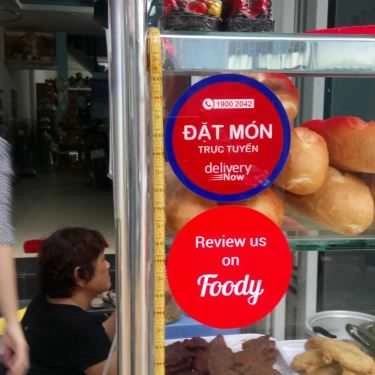 1900 2042
ĐẶT MÓN
TRỰC TUYẾN
delivery
Now
Review us
on
Foody